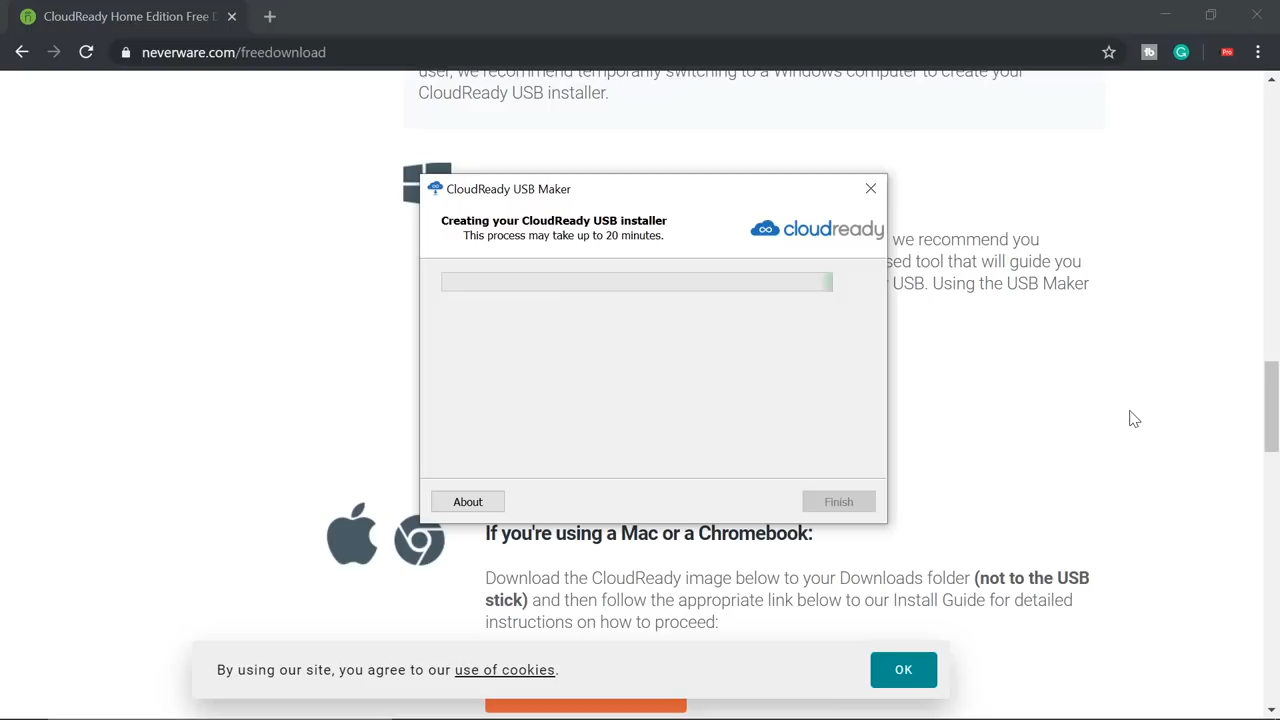 CloudReady Home Edition Free D
neverware.com/freedownload
Pro
user, we recommend temporarily switching to a Windows computer to create your
CloudReady USB installer.
CloudReady USB Maker
Creating your CloudReady USB installer
This process may take up to 20 minutes.
cloudready
we recommend you
sed tool that will guide you
USB. Using the USB Maker
About
Finish
If you're using a Mac or a Chromebook:
Download the CloudReady image below to your Downloads folder (not to the USB
stick) and then follow the appropriate link below to our Install Guide for detailed
instructions on how to proceed:
By using our site, you agree to our use of cookies.
OK